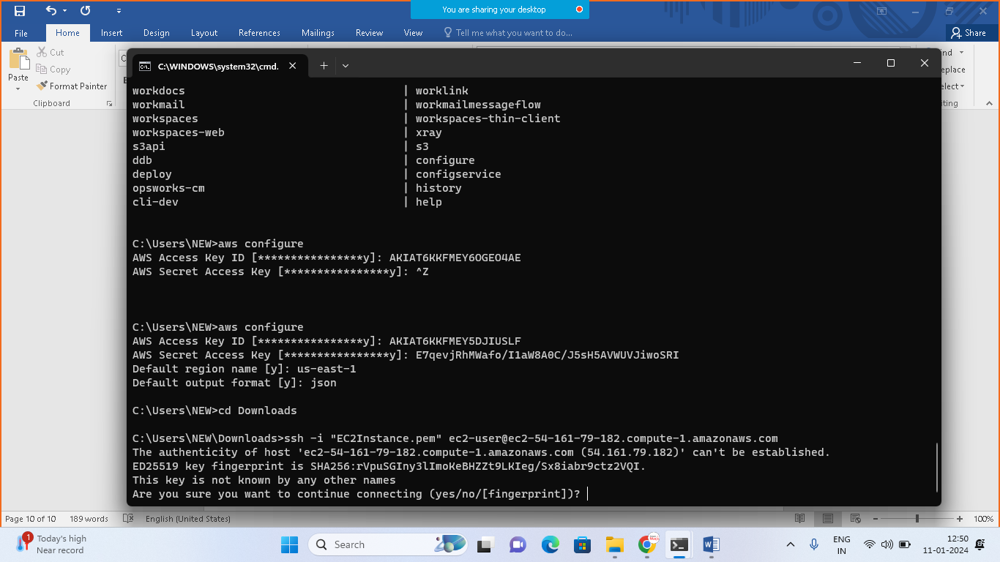 You are sharing your desktop
File Home Insert Design Layout References Mailings Review View Tell me what you want to do... Share
Cut
Copy
Paste
Format Painter
Clipboard
C:\WINDOWS\system32\cmd.
workdocs | worklink
workmail | workmailmessageflow
workspaces | workspaces-thin-client
workspaces-web | xray
s3api | s3
ddb | configure
deploy | configservice
opsworks-cm | history
cli-dev | help
C:\Users\NEW>aws configure
AWS Access Key ID [****************y]: AKIAT6KKFMEY6OGEO4AE
AWS Secret Access Key [****************y]: ^Z
C:\Users\NEW>aws configure
AWS Access Key ID [****************y]: AKIAT6KKFMEY5DJIUSLF
AWS Secret Access Key [****************y]: 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
Default region name [y]: us-east-1
Default output format [y]: json
C:\Users\NEW>cd Downloads
C:\Users\NEW\Downloads>ssh -i "EC2Instance.pem" ec2-user@ec2-54-161-79-182.compute-1.amazonaws.com
The authenticity of host 'ec2-54-161-79-182.compute-1.amazonaws.com (54.161.79.182)' can't be established.
ED25519 key fingerprint is SHA256:rVpuSGIny3lImoKeBHZZt9LKIeg/Sx8iabr9ctz2VQI.
This key is not known by any other names
Are you sure you want to continue connecting (yes/no/[fingerprint])?
Page 10 of 10 189 words English (United States) 100%
1
Today's high
Near record
Search
ENG
IN
12:50
11-01-2024